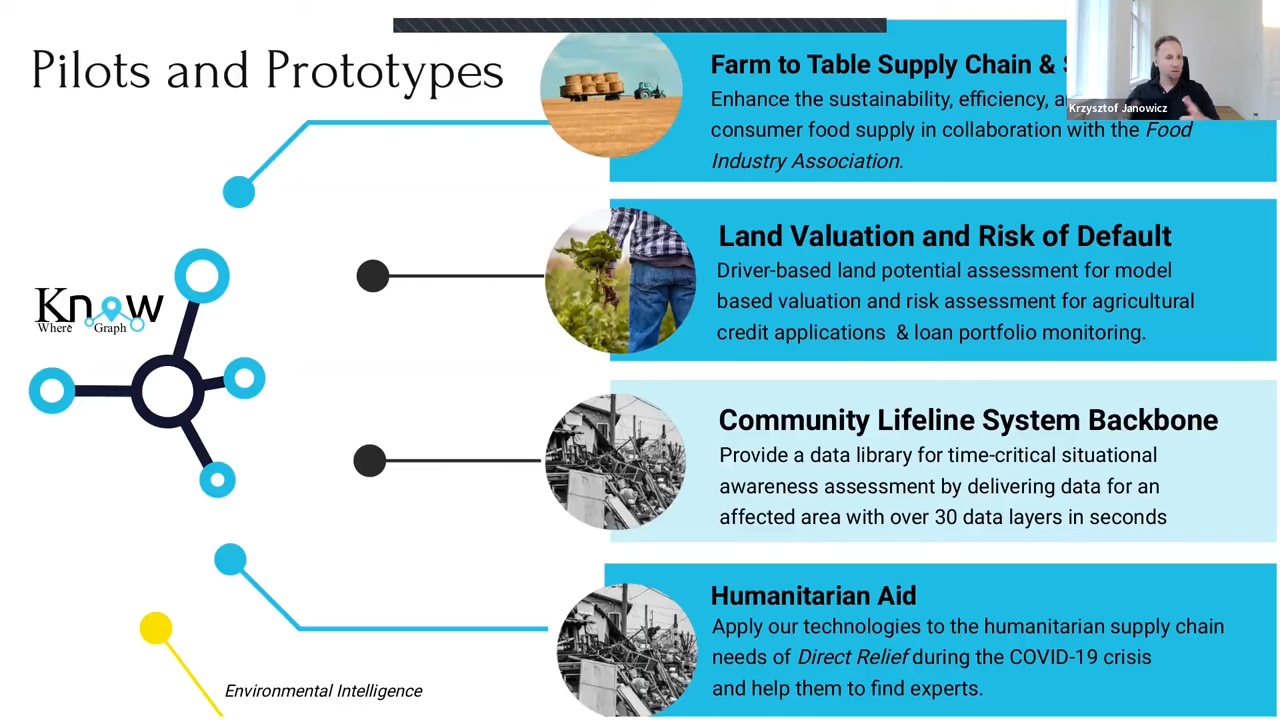 Pilots and Prototypes
Farm to Table Supply Chain &
Enhance the sustainability, efficiency,
consumer food supply in collaboration with the Food
Industry Association.
Krzysztof Janowicz
Land Valuation and Risk of Default
Driver-based land potential assessment for model
based valuation and risk assessment for agricultural
credit applications & loan portfolio monitoring.
Know
Where Graph
Community Lifeline System Backbone
Provide a data library for time-critical situational
awareness assessment by delivering data for an
affected area with over 30 data layers in seconds
Humanitarian Aid
Apply our technologies to the humanitarian supply chain
needs of Direct Relief during the COVID-19 crisis
and help them to find experts.
Environmental Intelligence